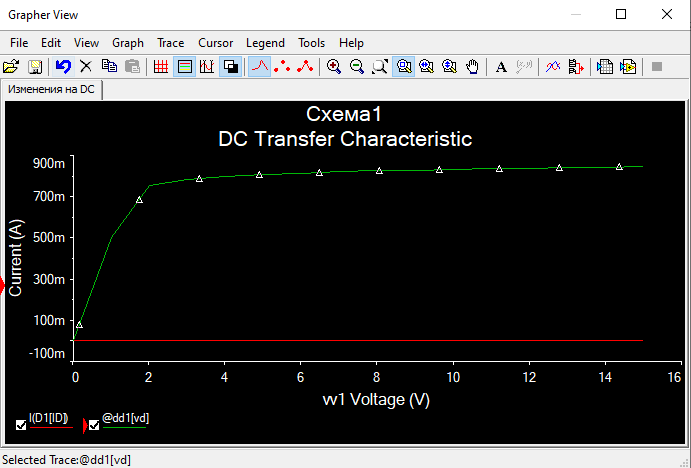 Grapher View
File Edit View Graph Trace Cursor Legend Tools Help
A
Изменения на DC
Схема1
DC Transfer Characteristic
900m
700m
500m
300m
100m
-100m
Current (A)
0 2 4 6 8 10 12 14 16
vv1 Voltage (V)
I(D1[ID]) @dd1[vd]
Selected Trace:@dd1[vd]